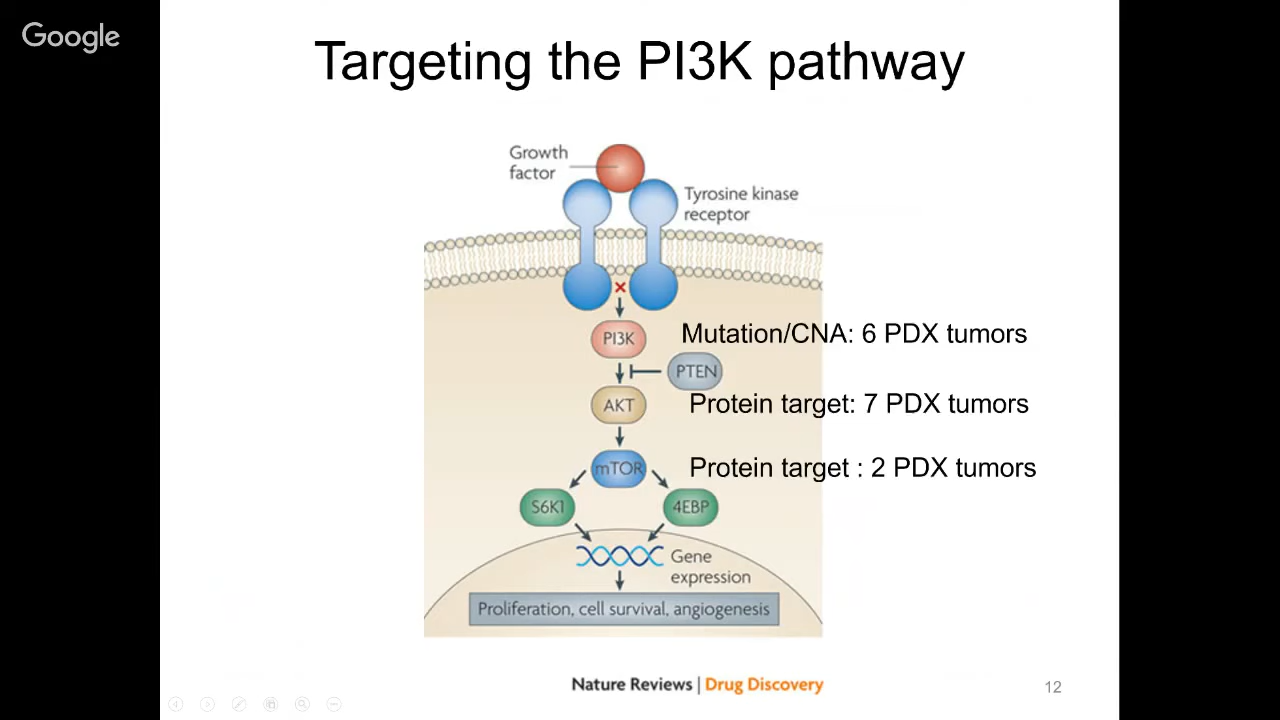 Google
Targeting the PI3K pathway
Growth
factor
Tyrosine kinase
receptor
PI3K
Mutation/CNA: 6 PDX tumors
PTEN
AKT
Protein target: 7 PDX tumors
mTOR
Protein target : 2 PDX tumors
S6K1
4EBP
Gene
expression
Proliferation, cell survival, angiogenesis
Nature Reviews | Drug Discovery
12